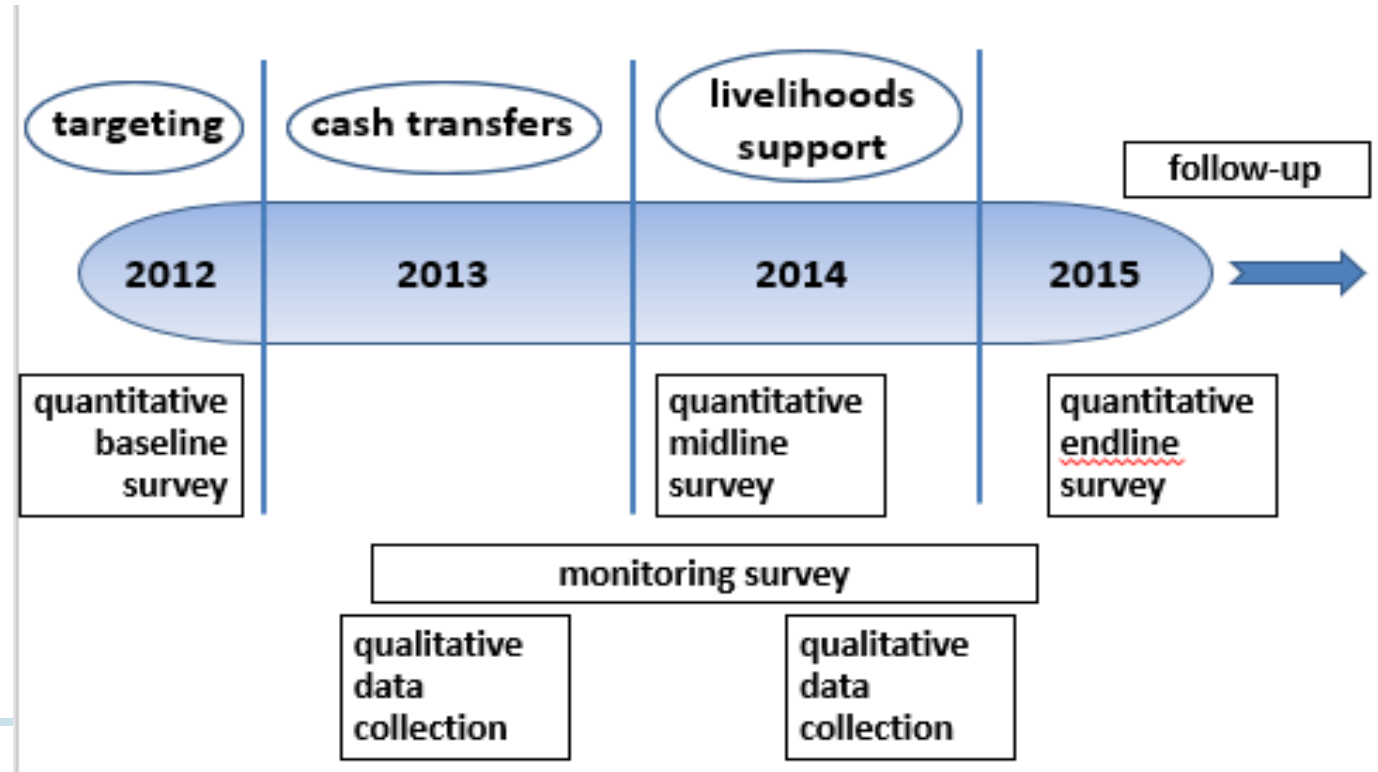 targeting
cash transfers
livelihoods
support
follow-up
2012
2013
2014
2015
quantitative
baseline
survey
quantitative
midline
survey
quantitative
endline
survey
monitoring survey
qualitative
data
collection
qualitative
data
collection